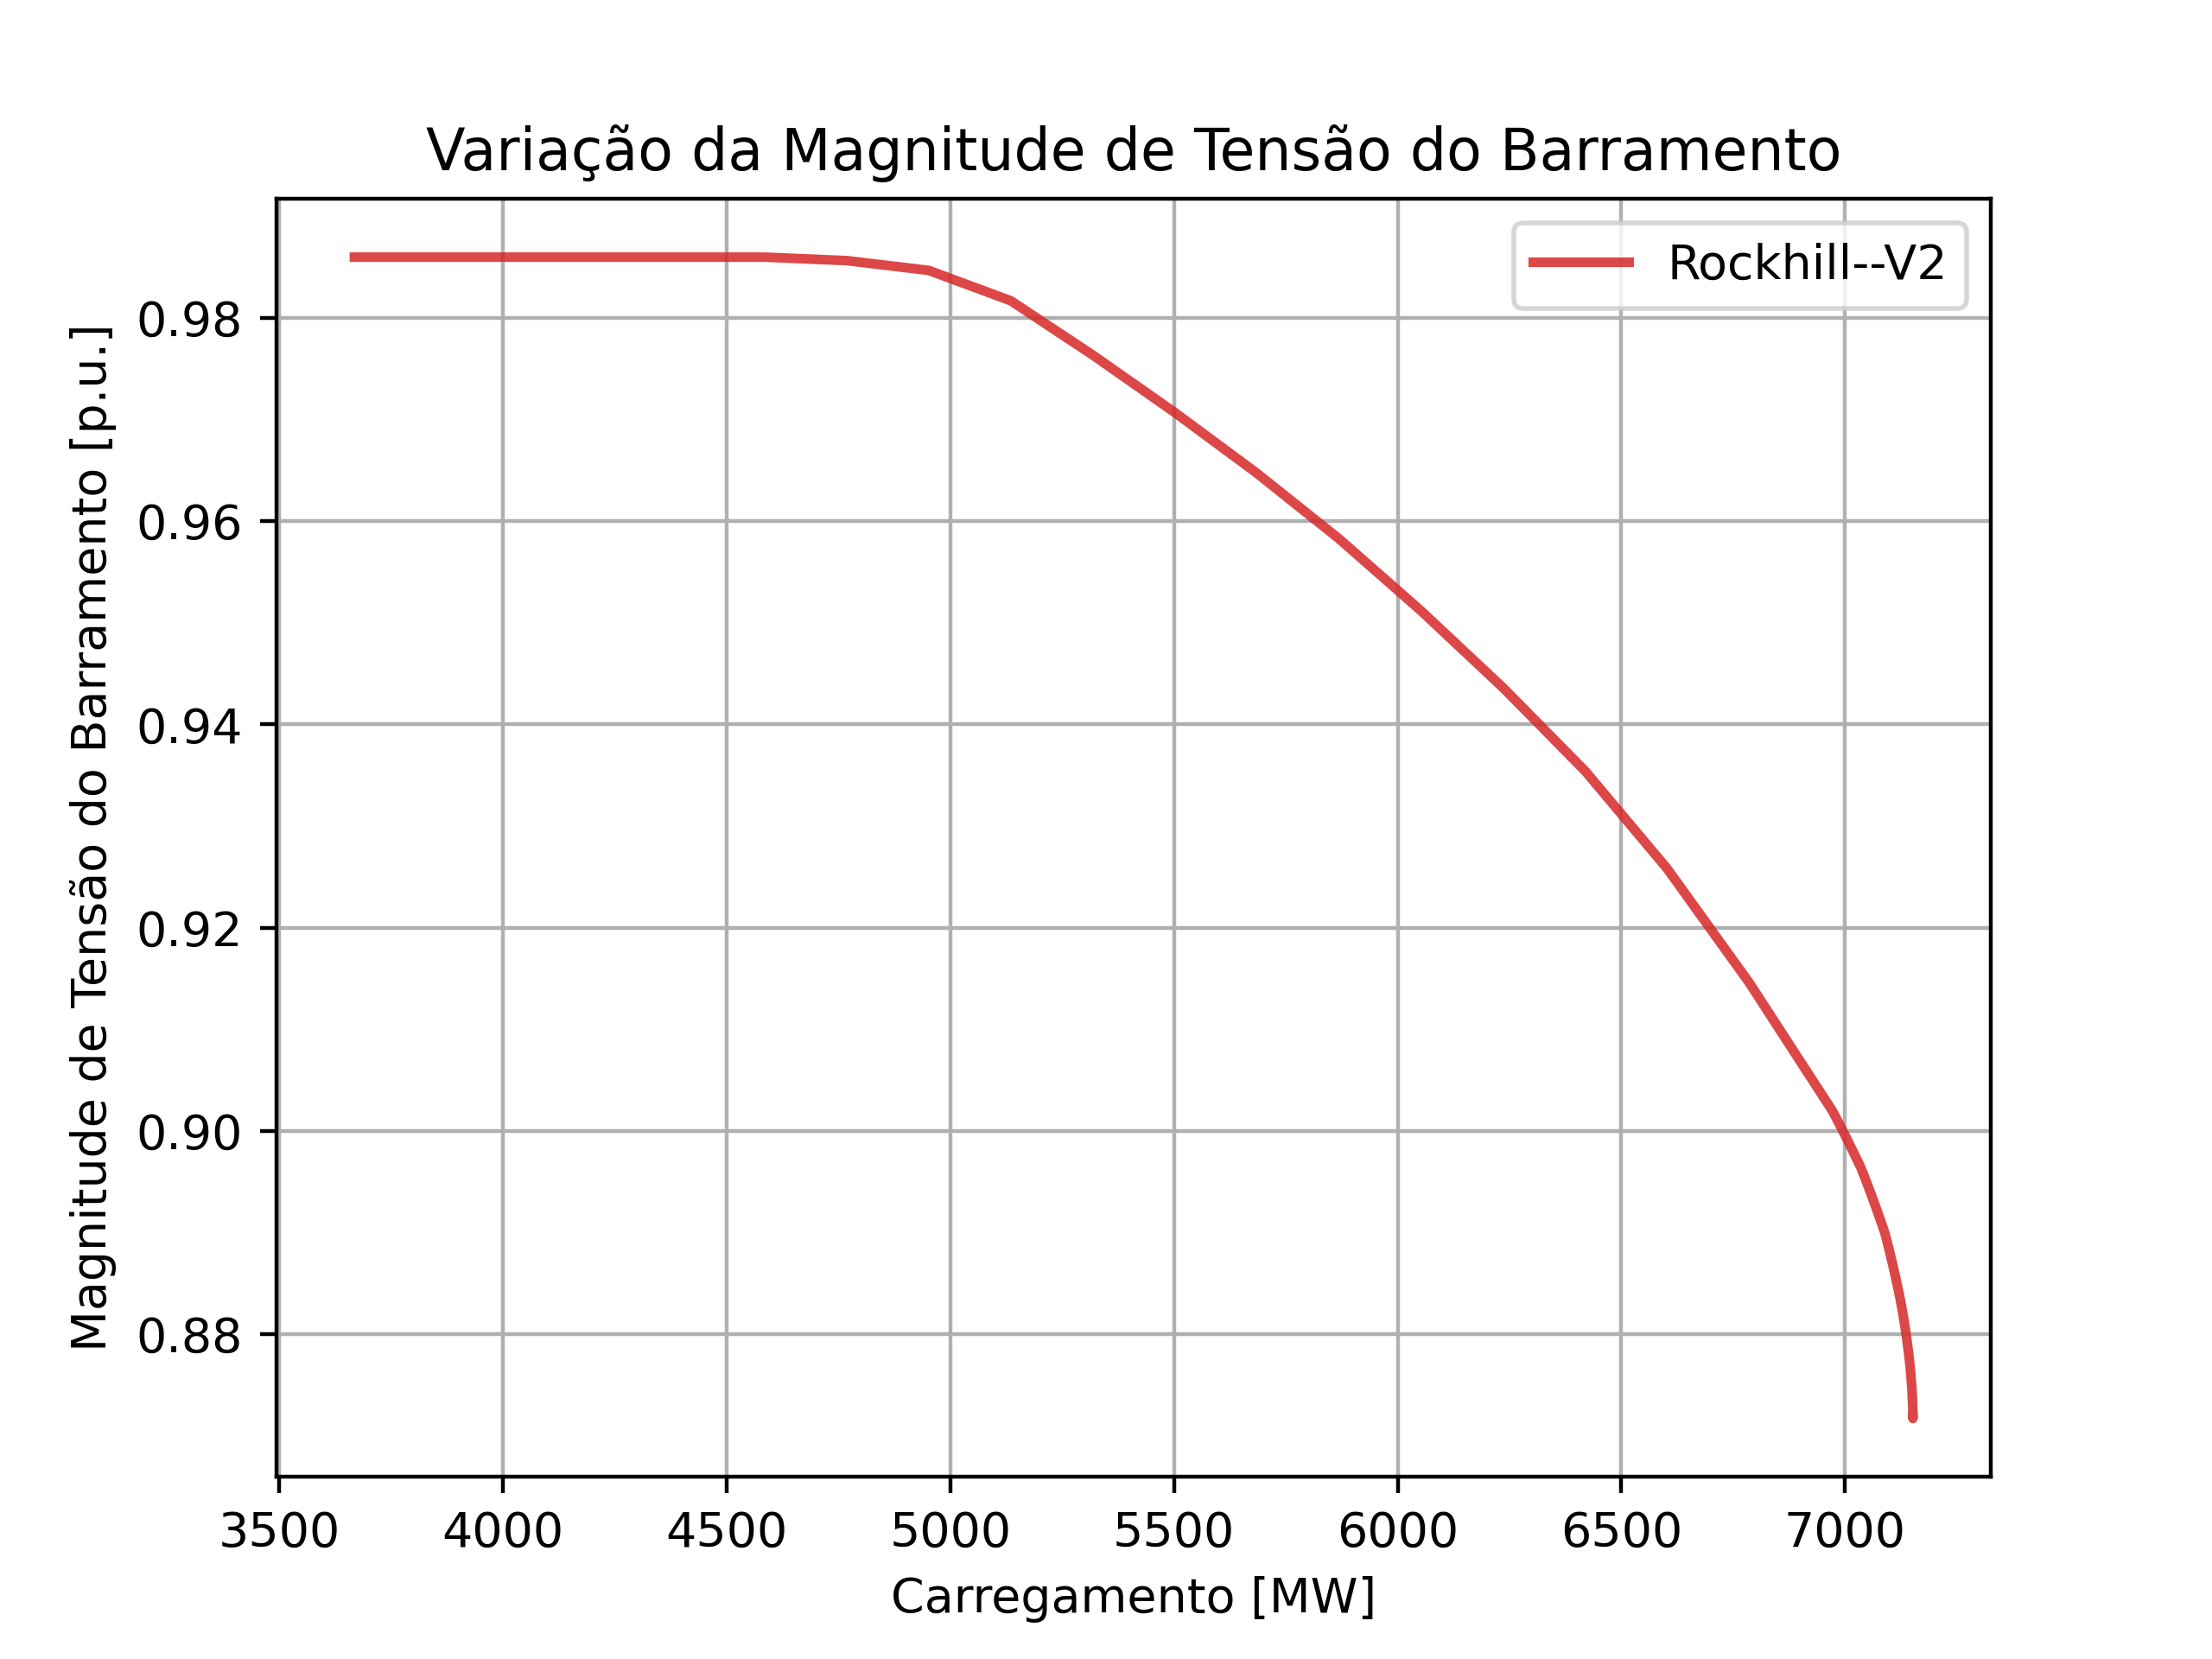 Variação da Magnitude de Tensão do Barramento
Rockhill--V2
Magnitude de Tensão do Barramento [p.u.]
0.98
0.96
0.94
0.92
0.90
0.88
3500 4000 4500 5000 5500 6000 6500 7000
Carregamento [MW]